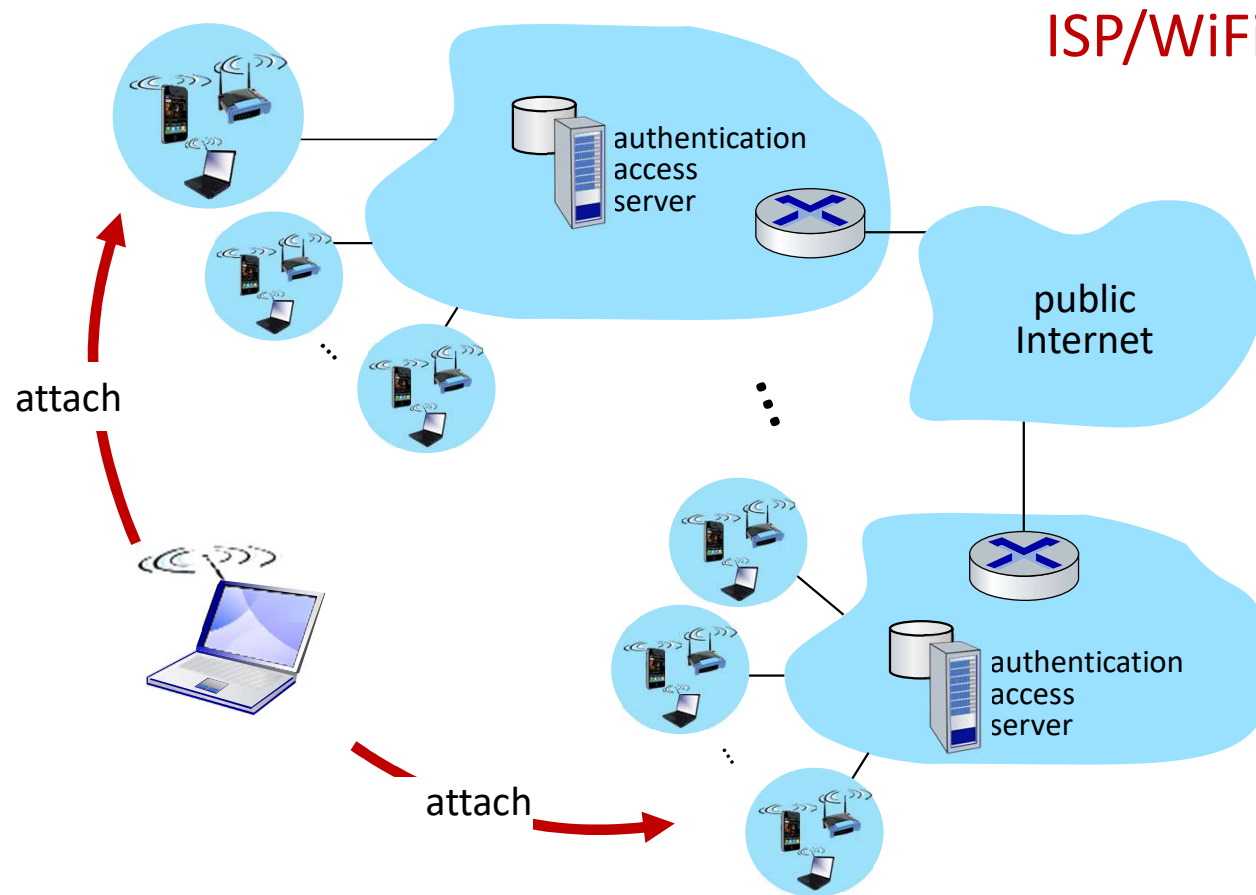 ISP/WiFi
authentication
access
server
public
Internet
attach
authentication
access
server
attach